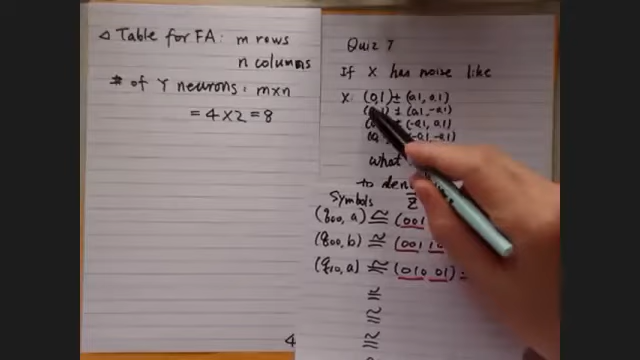 △ Table for FA: m rows
n columns
# of Y neurons: m×n
= 4 × 2 = 8
4
Quiz 7
If X has noise like
X: (0,1) ± (0.1, 0.1)
± (0.1, -0.1)
(-0.1, 0.1)
(-0.1, -0.1)
what
to
Symbols Z
(q00, a) ≅ (001
(q00, b) ≅ (001 10
(q10, a) ≅ (010 01) =
≅
≅
≅